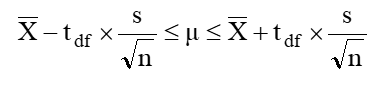 X̅ − t_df × s/√n ≤ μ ≤ X̅ + t_df × s/√n